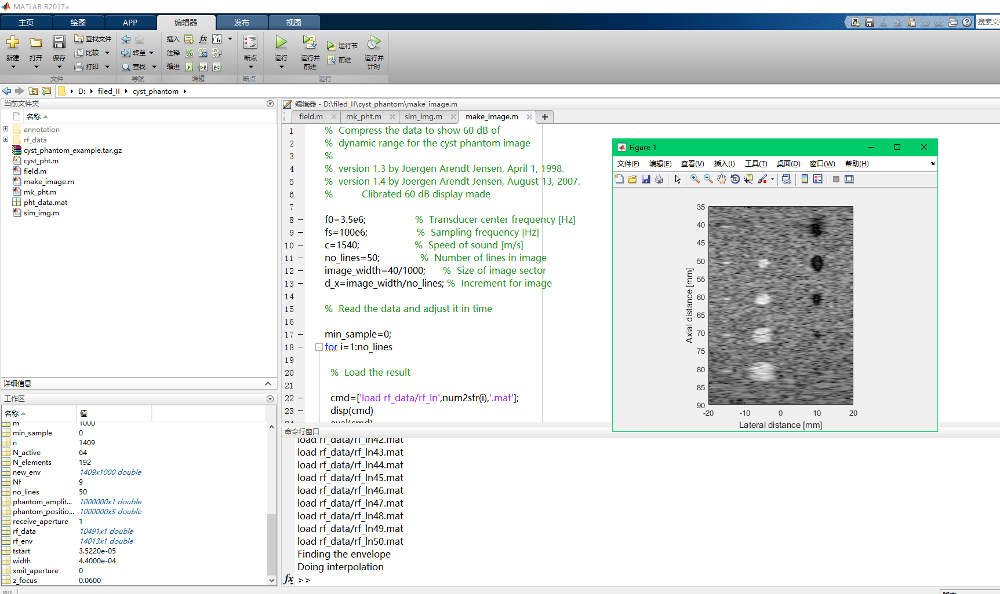 MATLAB R2017a
主页 绘图 APP 编辑器 发布 视图
搜索文
新建 打开 保存 查找文件 比较 打印 转至 查找 插入 fx 注释 缩进 断点 运行 运行并前进 运行节 前进 运行并计时
文件 导航 编辑 断点 运行
D: filed_II cyst_phantom
当前文件夹
名称
annotation
rf_data
cyst_phantom_example.tar.gz
cyst_pht.m
field.m
make_image.m
mk_pht.m
pht_data.mat
sim_img.m
详细信息
工作区
名称 值
m 1000
min_sample 0
n 1409
N_active 64
N_elements 192
new_env 1409x1000 double
Nf 9
no_lines 50
phantom_amplit... 1000000x1 double
phantom_positio... 1000000x3 double
receive_aperture 1
rf_data 10491x1 double
rf_env 14013x1 double
tstart 3.5220e-05
width 4.4000e-04
xmit_aperture 0
z_focus 0.0600
编辑器 - D:\filed_II\cyst_phantom\make_image.m
field.m mk_pht.m sim_img.m make_image.m
1 % Compress the data to show 60 dB of
2 % dynamic range for the cyst phantom image
3 %
4 % version 1.3 by Joergen Arendt Jensen, April 1, 1998.
5 % version 1.4 by Joergen Arendt Jensen, August 13, 2007.
6 % Clibrated 60 dB display made
7
8 f0=3.5e6; % Transducer center frequency [Hz]
9 fs=100e6; % Sampling frequency [Hz]
10 c=1540; % Speed of sound [m/s]
11 no_lines=50; % Number of lines in image
12 image_width=40/1000; % Size of image sector
13 d_x=image_width/no_lines; % Increment for image
14
15 % Read the data and adjust it in time
16
17 min_sample=0;
18 for i=1:no_lines
19
20 % Load the result
21
22 cmd=['load rf_data/rf_ln',num2str(i),'.mat'];
23 disp(cmd)
24 eval(cmd)
命令行窗口
load rf_data/rf_ln42.mat
load rf_data/rf_ln43.mat
load rf_data/rf_ln44.mat
load rf_data/rf_ln45.mat
load rf_data/rf_ln46.mat
load rf_data/rf_ln47.mat
load rf_data/rf_ln48.mat
load rf_data/rf_ln49.mat
load rf_data/rf_ln50.mat
Finding the envelope
Doing interpolation
fx >>
Figure 1
文件(F) 编辑(E) 查看(V) 插入(I) 工具(T) 桌面(D) 窗口(W) 帮助(H)
Axial distance [mm]
35
40
45
50
55
60
65
70
75
80
85
90
-20 -10 0 10 20
Lateral distance [mm]